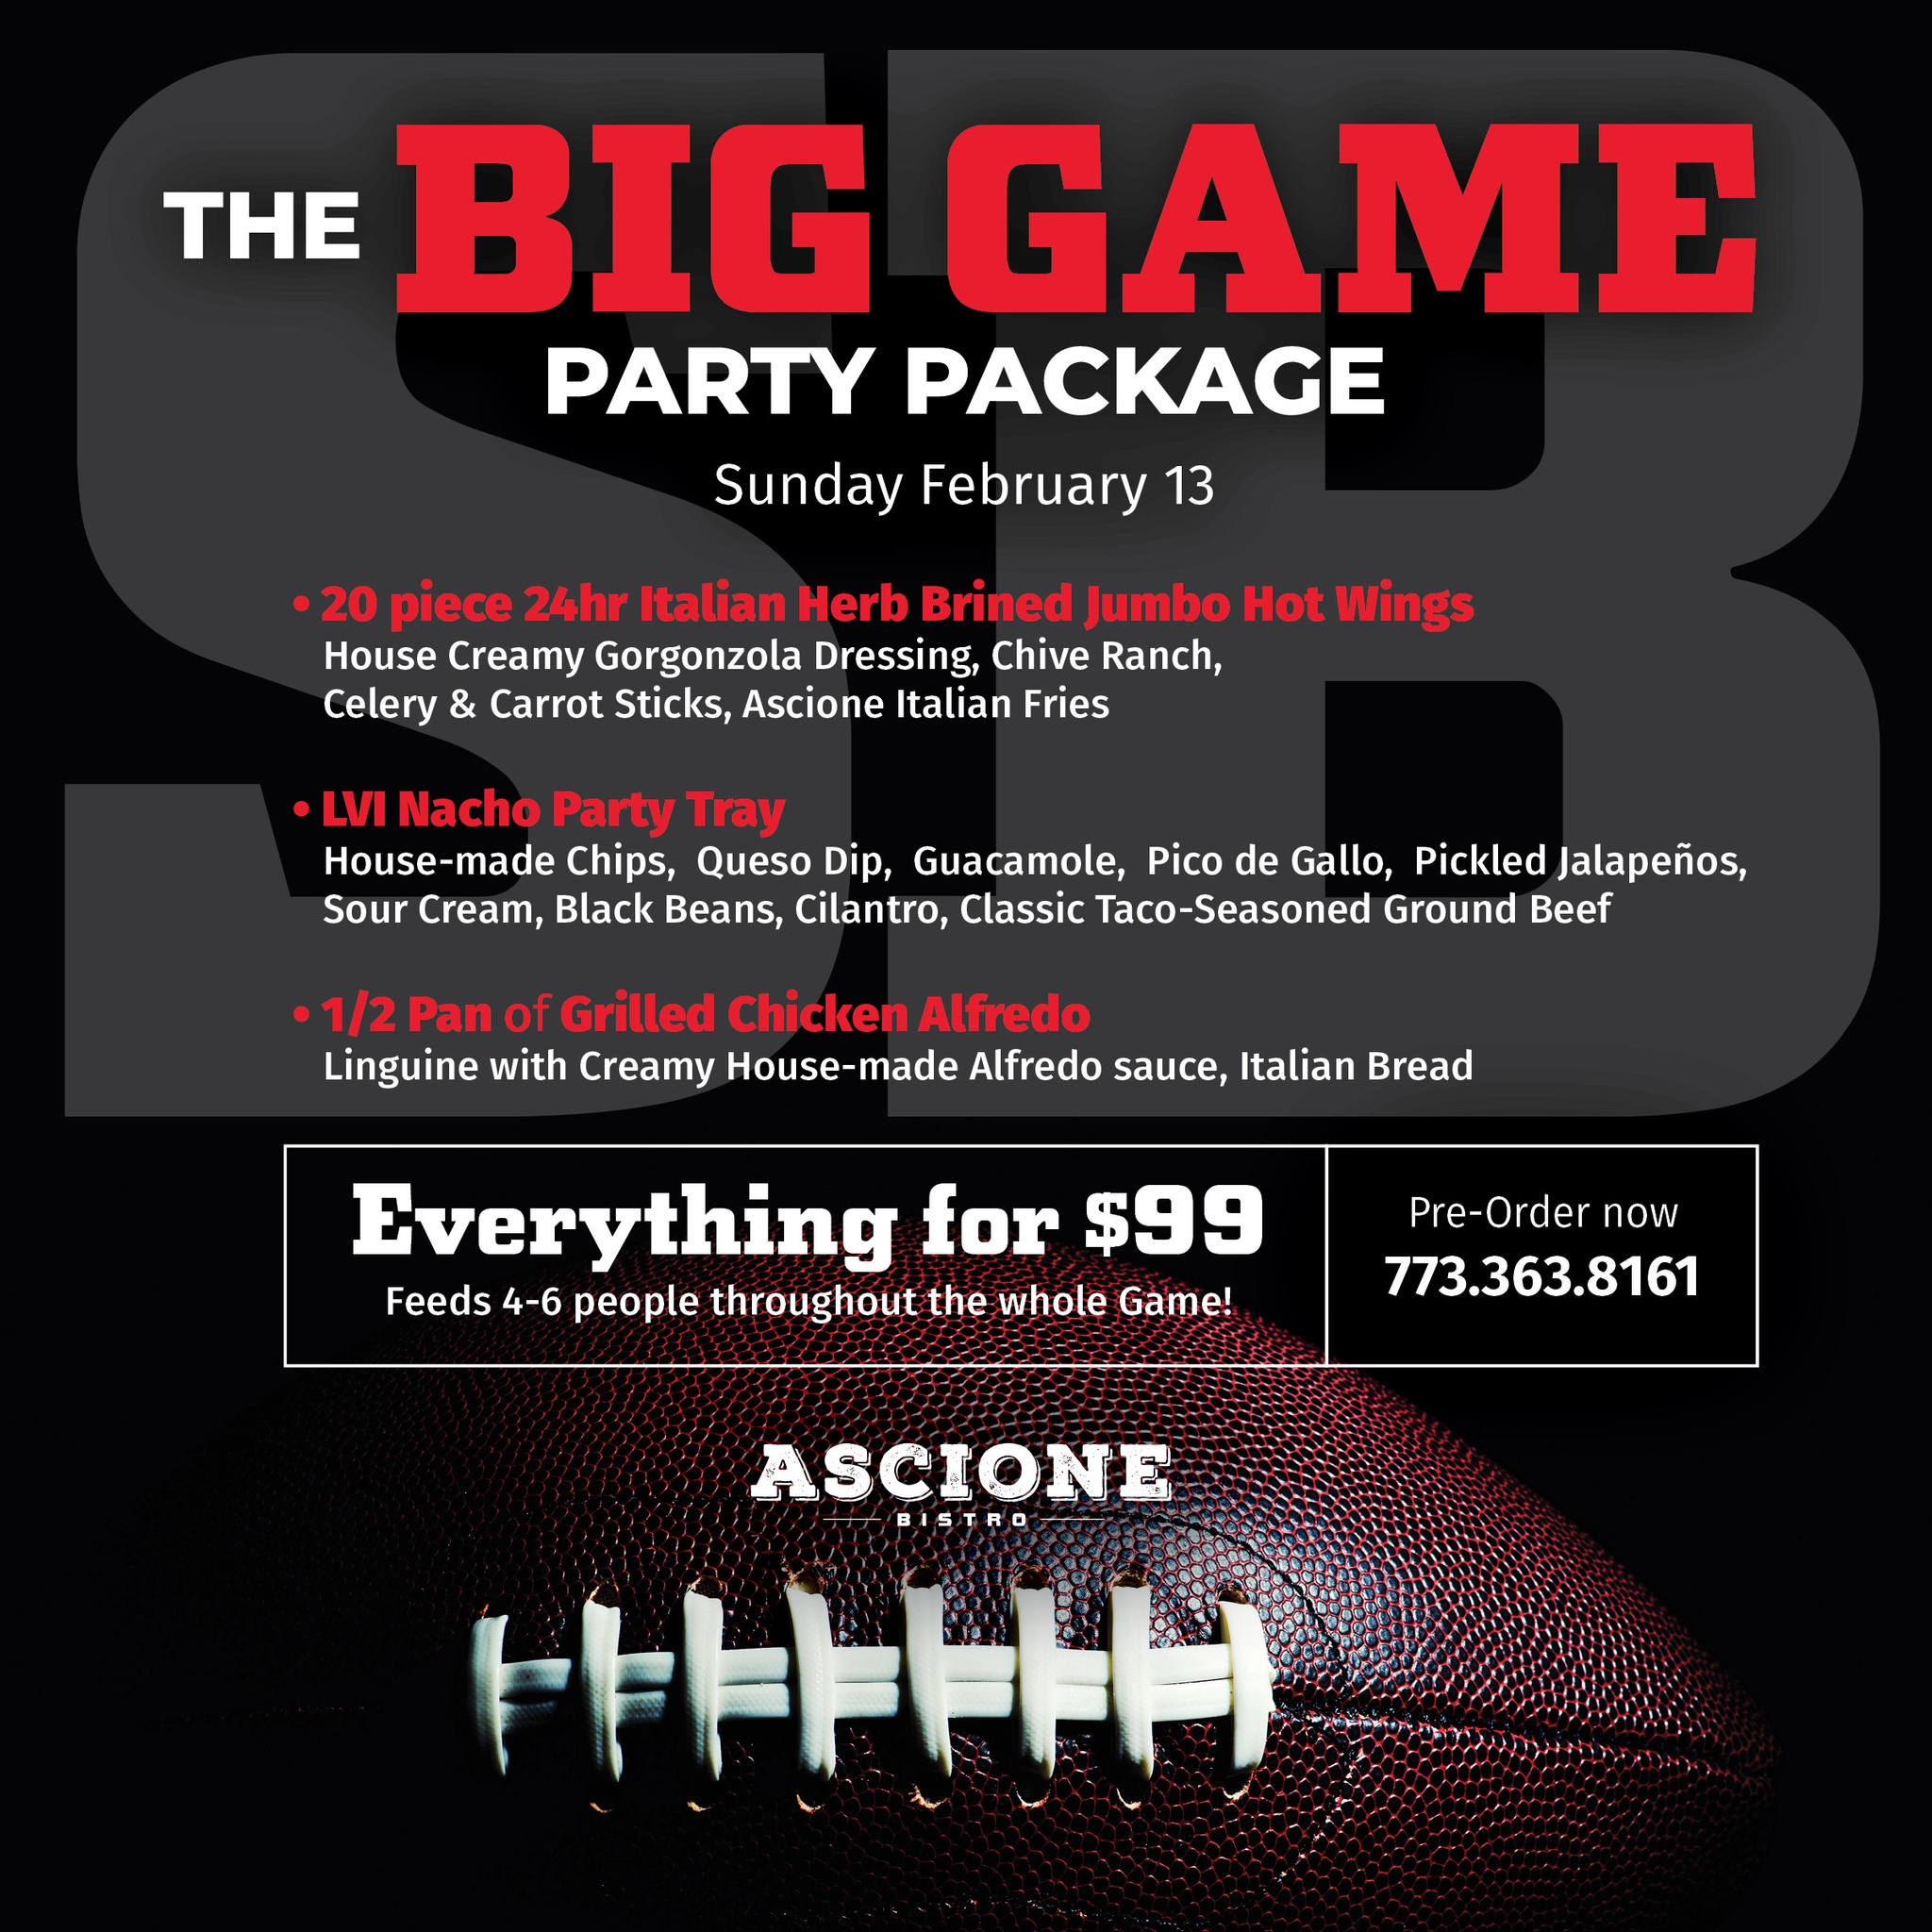 SB
THE BIG GAME
PARTY PACKAGE
Sunday February 13
• 20 piece 24hr Italian Herb Brined Jumbo Hot Wings
House Creamy Gorgonzola Dressing, Chive Ranch,
Celery & Carrot Sticks, Ascione Italian Fries
• LVI Nacho Party Tray
House-made Chips, Queso Dip, Guacamole, Pico de Gallo, Pickled Jalapeños,
Sour Cream, Black Beans, Cilantro, Classic Taco-Seasoned Ground Beef
• 1/2 Pan of Grilled Chicken Alfredo
Linguine with Creamy House-made Alfredo sauce, Italian Bread
Everything for $99
Feeds 4-6 people throughout the whole Game!
Pre-Order now
773.363.8161
ASCIONE
BISTRO